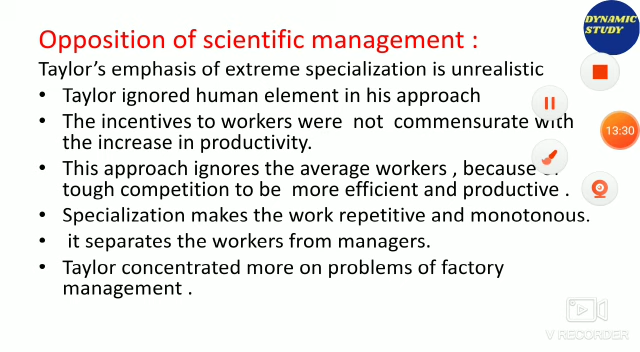 DYNAMIC
STUDY
Opposition of scientific management :
Taylor's emphasis of extreme specialization is unrealistic
• Taylor ignored human element in his approach
• The incentives to workers were not commensurate with
the increase in productivity.
13:30
• This approach ignores the average workers , because of
tough competition to be more efficient and productive .
• Specialization makes the work repetitive and monotonous.
• it separates the workers from managers.
• Taylor concentrated more on problems of factory
management .
V RECORDER